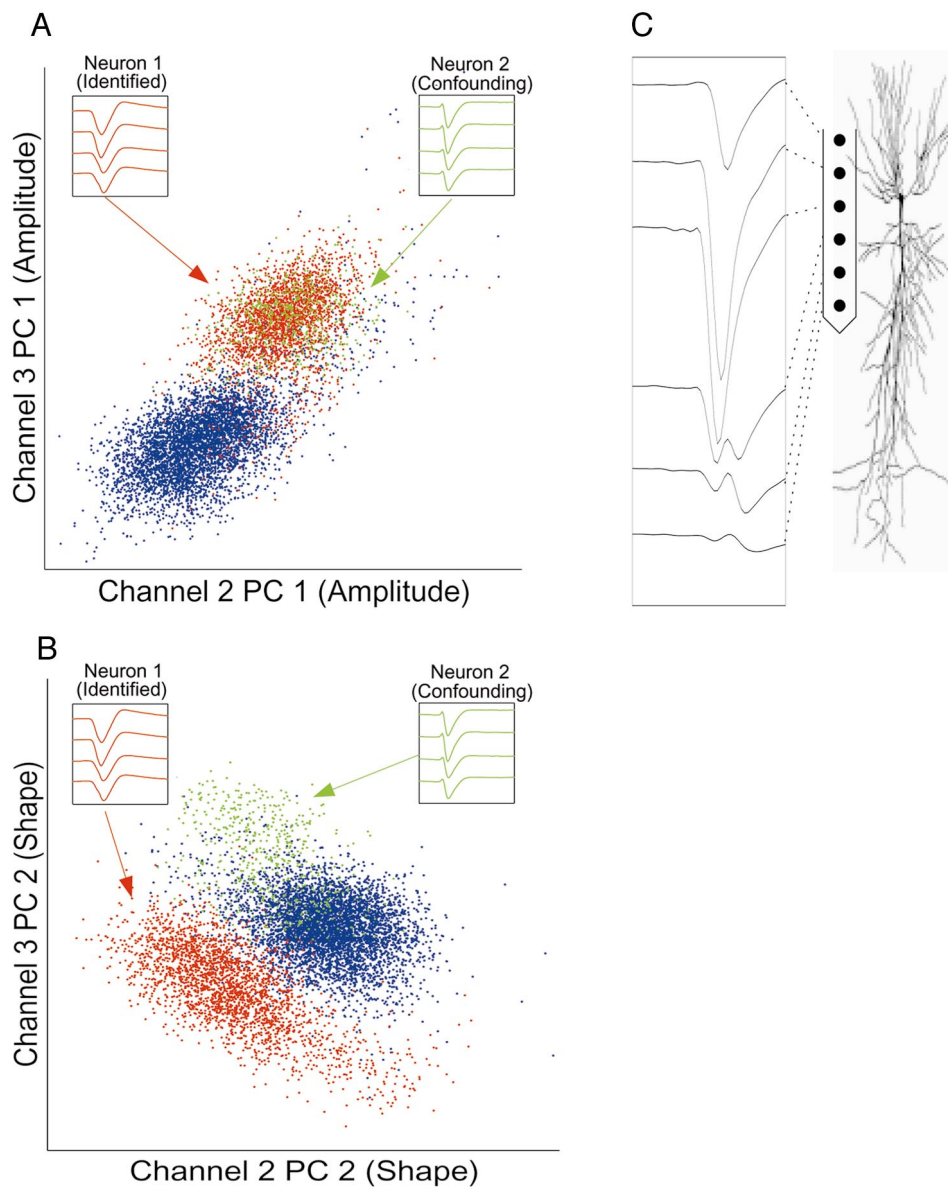 A
Neuron 1
(Identified)
Neuron 2
(Confounding)
Channel 3 PC 1 (Amplitude)
Channel 2 PC 1 (Amplitude)
C
B
Neuron 1
(Identified)
Neuron 2
(Confounding)
Channel 3 PC 2 (Shape)
Channel 2 PC 2 (Shape)